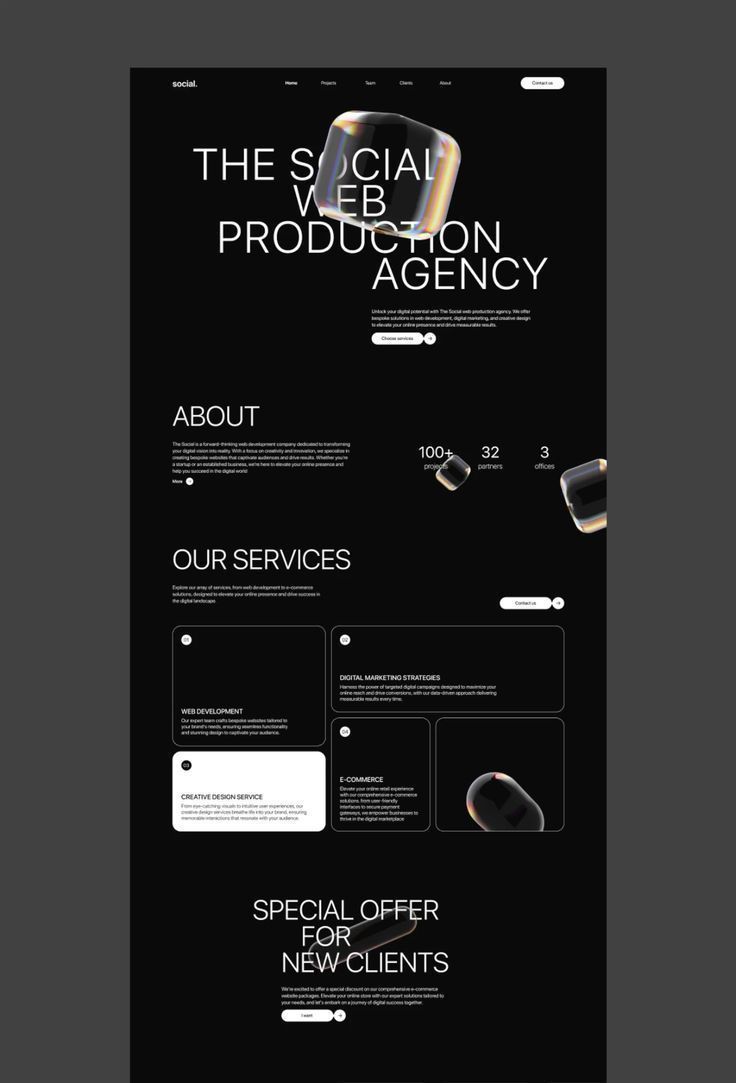 social.
Home Projects Team Clients About Contact us
THE SOCIAL
WEB
PRODUCTION
AGENCY
Unlock your digital potential with The Social web production agency. We offer
bespoke solutions in web development, digital marketing, and creative design
to elevate your online presence and drive measurable results.
Choose services
ABOUT
The Social is a forward-thinking web development company dedicated to transforming
your digital vision into reality. With a focus on creativity and innovation, we specialize in
creating bespoke websites that captivate audiences and drive results. Whether you're
a startup or an established business, we're here to elevate your online presence and
help you succeed in the digital world
More
100+ 32 3
projects partners offices
OUR SERVICES
Explore our array of services, from web development to e-commerce
solutions, designed to elevate your online presence and drive success in
the digital landscape
Contact us
01
WEB DEVELOPMENT
Our expert team crafts bespoke websites tailored to
your brand's needs, ensuring seamless functionality
and stunning design to captivate your audience.
02
DIGITAL MARKETING STRATEGIES
Harness the power of targeted digital campaigns designed to maximize your
online reach and drive conversions, with our data-driven approach delivering
measurable results every time.
03
CREATIVE DESIGN SERVICE
From eye-catching visuals to intuitive user experiences, our
creative design services breathe life into your brand, ensuring
memorable interactions that resonate with your audience.
04
E-COMMERCE
Elevate your online retail experience
with our comprehensive e-commerce
solutions, from user-friendly
interfaces to secure payment
gateways, we empower businesses to
thrive in the digital marketplace
SPECIAL OFFER
FOR
NEW CLIENTS
We're excited to offer a special discount on our comprehensive e-commerce
website packages. Elevate your online store with our expert solutions tailored to
your needs, and let's embark on a journey of digital success together.
I want